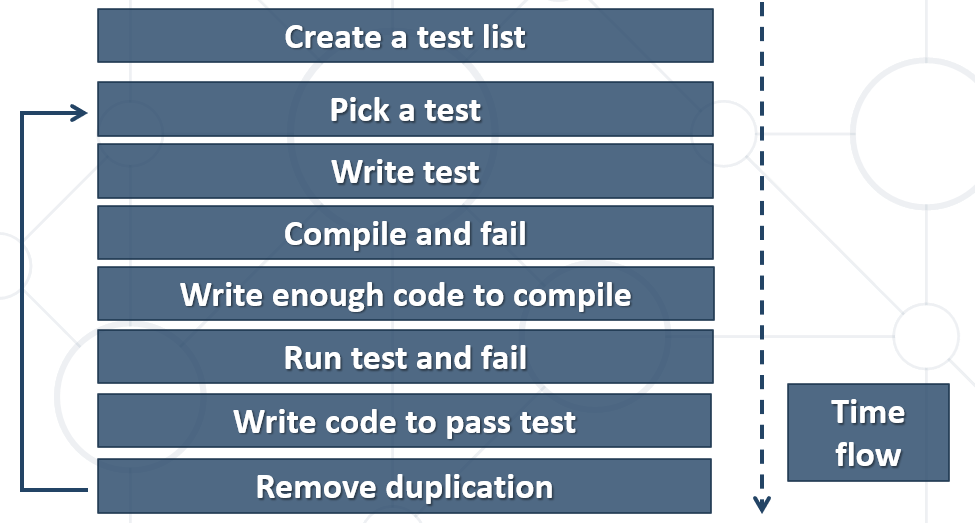 Create a test list
Pick a test
Write test
Compile and fail
Write enough code to compile
Run test and fail
Write code to pass test
Remove duplication
Time
flow